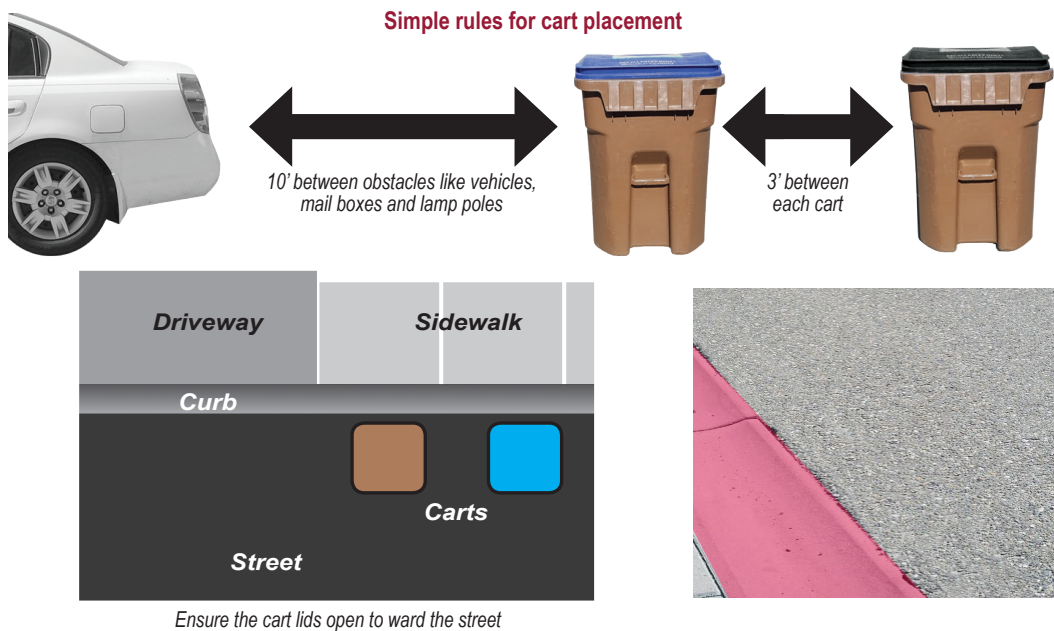 Simple rules for cart placement
10’ between obstacles like vehicles,
mail boxes and lamp poles
3’ between
each cart
Driveway
Sidewalk
Curb
Carts
Street
Ensure the cart lids open to ward the street